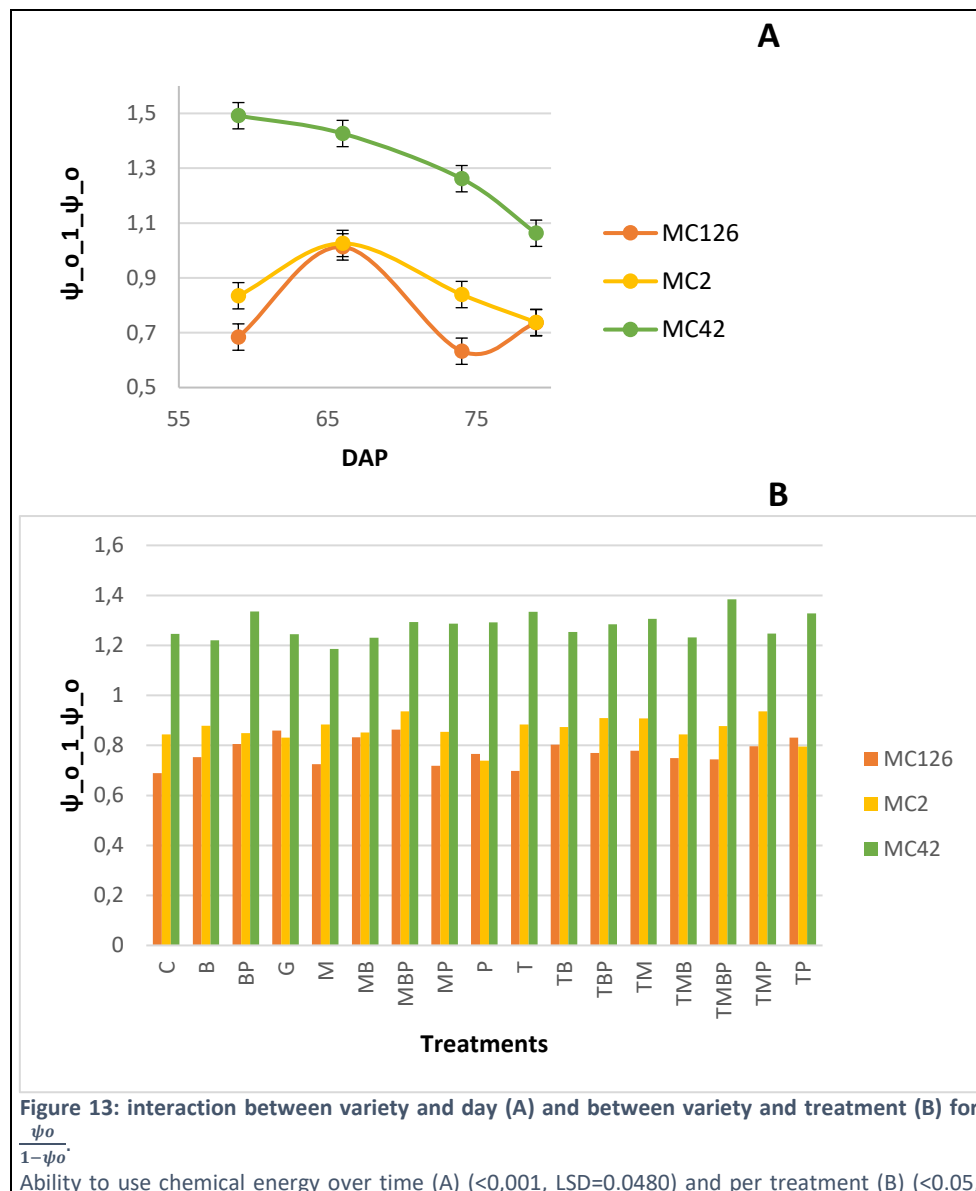 A
1,5
1,3
1,1
0,9
0,7
0,5
ψ_o_1_ψ_o
55 65 75
DAP
MC126
MC2
MC42
B
1,6
1,4
1,2
1
0,8
0,6
0,4
0,2
0
ψ_o_1_ψ_o
C B BP G M MB MBP MP P T TB TBP TM TMB TMBP TMP TP
Treatments
MC126
MC2
MC42
Figure 13: interaction between variety and day (A) and between variety and treatment (B) for
ψo
1−ψo.
Ability to use chemical energy over time (A) (<0,001, LSD=0.0480) and per treatment (B) (<0.05